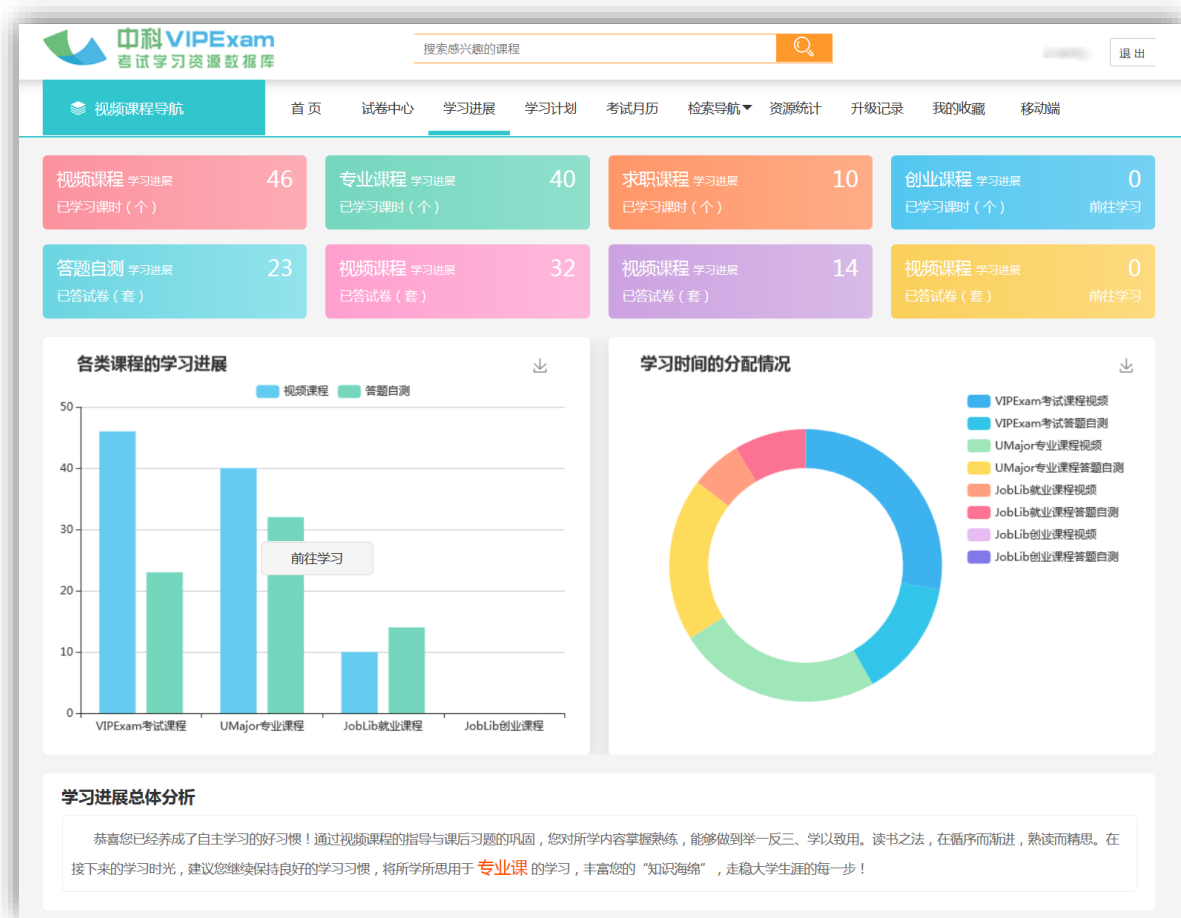 中科VIPExam
考试学习资源数据库
搜索感兴趣的课程
退 出
视频课程导航
首 页 试卷中心 学习进展 学习计划 考试月历 检索导航 资源统计 升级记录 我的收藏 移动端
视频课程 学习进展 46
已学习课时（个）
专业课程 学习进展 40
已学习课时（个）
求职课程 学习进展 10
已学习课时（个）
创业课程 学习进展 0
已学习课时（个） 前往学习
答题自测 学习进展 23
已答试卷（套）
视频课程 学习进展 32
已答试卷（套）
视频课程 学习进展 14
已答试卷（套）
视频课程 学习进展 0
已答试卷（套） 前往学习
各类课程的学习进展
视频课程 答题自测
50
40
30
20
10
0
前往学习
VIPExam考试课程 UMajor专业课程 JobLib就业课程 JobLib创业课程
学习时间的分配情况
VIPExam考试课程视频
VIPExam考试答题自测
UMajor专业课程视频
UMajor专业课程答题自测
JobLib就业课程视频
JobLib就业课程答题自测
JobLib创业课程视频
JobLib创业课程答题自测
学习进展总体分析
恭喜您已经养成了自主学习的好习惯！通过视频课程的指导与课后习题的巩固，您对所学内容掌握熟练，能够做到举一反三、学以致用。读书之法，在循序而渐进，熟读而精思。在
接下来的学习时光，建议您继续保持良好的学习习惯，将所学所思用于 专业课 的学习，丰富您的“知识海绵”，走稳大学生涯的每一步！